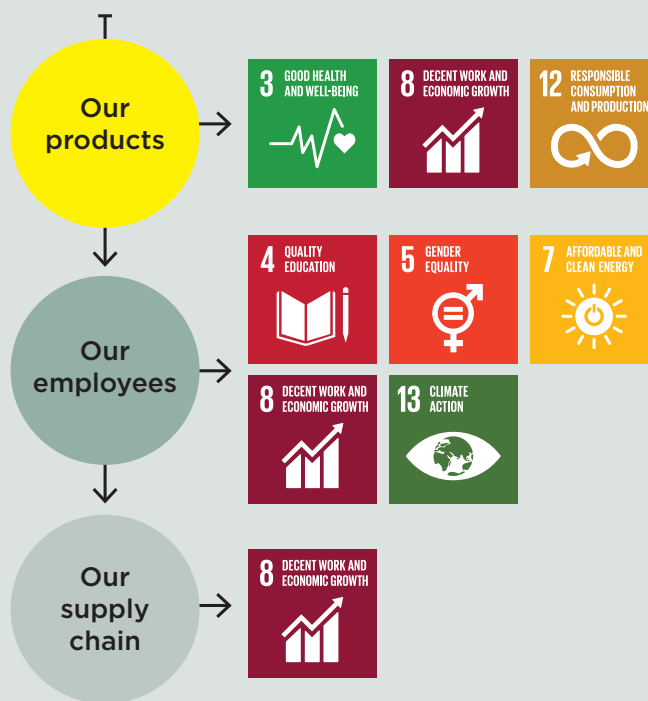 Our
products
3 GOOD HEALTH
AND WELL-BEING
8 DECENT WORK AND
ECONOMIC GROWTH
12 RESPONSIBLE
CONSUMPTION
AND PRODUCTION
Our
employees
4 QUALITY
EDUCATION
5 GENDER
EQUALITY
7 AFFORDABLE AND
CLEAN ENERGY
8 DECENT WORK AND
ECONOMIC GROWTH
13 CLIMATE
ACTION
Our
supply
chain
8 DECENT WORK AND
ECONOMIC GROWTH